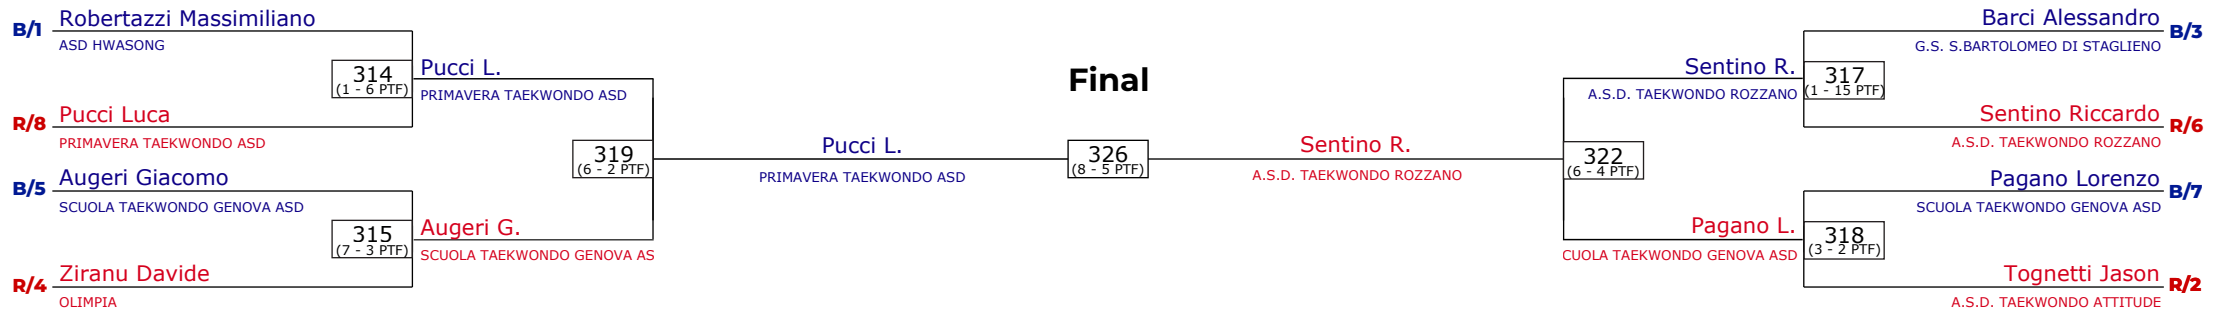 B/1 Robertazzi Massimiliano
ASD HWASONG
314
(1 - 6 PTF)
R/8 Pucci Luca
PRIMAVERA TAEKWONDO ASD
B/5 Augeri Giacomo
SCUOLA TAEKWONDO GENOVA ASD
315
(7 - 3 PTF)
R/4 Ziranu Davide
OLIMPIA
Pucci L.
PRIMAVERA TAEKWONDO ASD
319
(6 - 2 PTF)
Augeri G.
SCUOLA TAEKWONDO GENOVA AS
Final
Pucci L.
PRIMAVERA TAEKWONDO ASD
326
(8 - 5 PTF)
Sentino R.
A.S.D. TAEKWONDO ROZZANO
Sentino R.
A.S.D. TAEKWONDO ROZZANO
322
(6 - 4 PTF)
Pagano L.
CUOLA TAEKWONDO GENOVA ASD
Barci Alessandro B/3
G.S. S.BARTOLOMEO DI STAGLIENO
317
(1 - 15 PTF)
Sentino Riccardo R/6
A.S.D. TAEKWONDO ROZZANO
Pagano Lorenzo B/7
SCUOLA TAEKWONDO GENOVA ASD
318
(3 - 2 PTF)
Tognetti Jason R/2
A.S.D. TAEKWONDO ATTITUDE